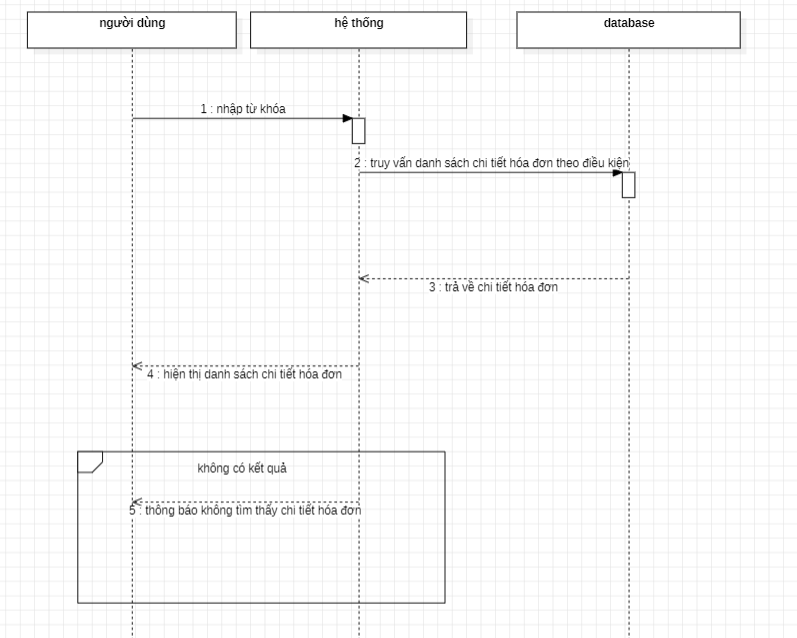 người dùng
hệ thống
database
1 : nhập từ khóa
2 : truy vấn danh sách chi tiết hóa đơn theo điều kiện
3 : trả về chi tiết hóa đơn
4 : hiện thị danh sách chi tiết hóa đơn
không có kết quả
5 : thông báo không tìm thấy chi tiết hóa đơn